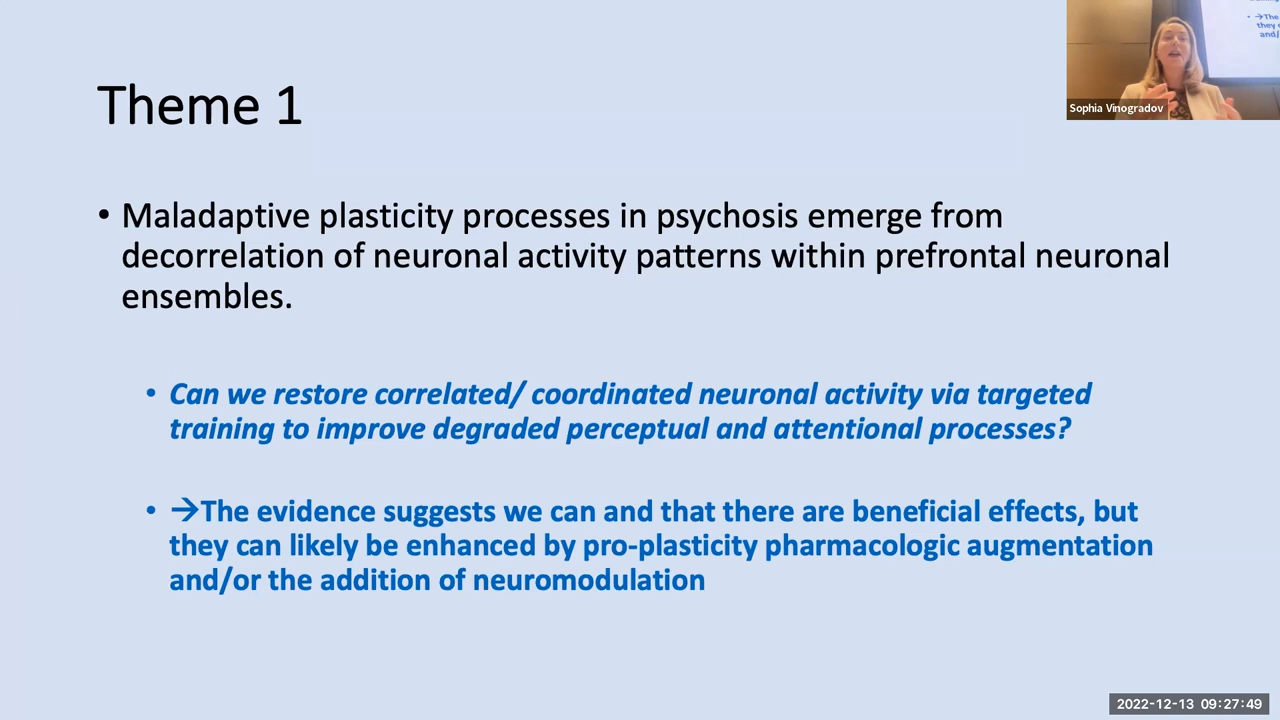 Theme 1
• Maladaptive plasticity processes in psychosis emerge from
decorrelation of neuronal activity patterns within prefrontal neuronal
ensembles.
• Can we restore correlated/ coordinated neuronal activity via targeted
training to improve degraded perceptual and attentional processes?
• →The evidence suggests we can and that there are beneficial effects, but
they can likely be enhanced by pro-plasticity pharmacologic augmentation
and/or the addition of neuromodulation
• →The
they
and/
Sophia Vinogradov
2022-12-13 09:27:49